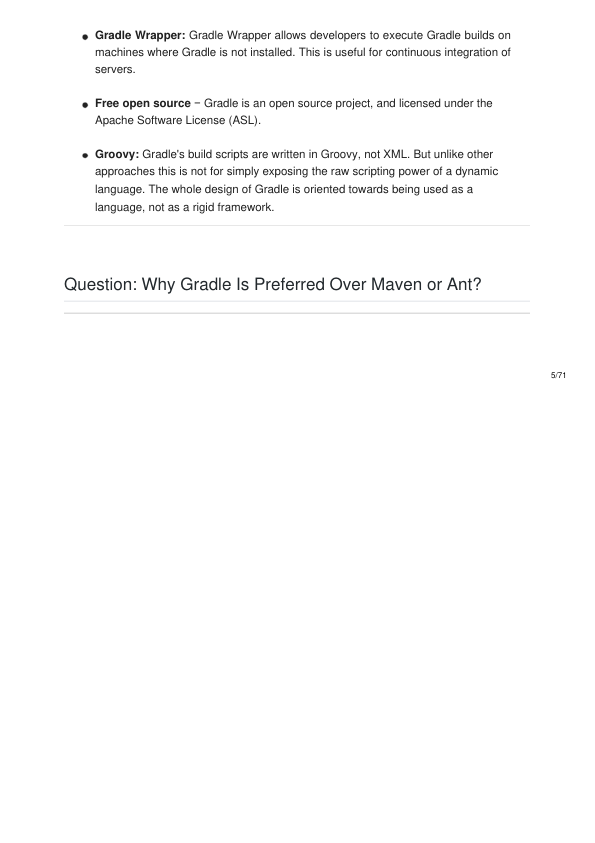 ● Gradle Wrapper: Gradle Wrapper allows developers to execute Gradle builds on
machines where Gradle is not installed. This is useful for continuous integration of
servers.
● Free open source − Gradle is an open source project, and licensed under the
Apache Software License (ASL).
● Groovy: Gradle's build scripts are written in Groovy, not XML. But unlike other
approaches this is not for simply exposing the raw scripting power of a dynamic
language. The whole design of Gradle is oriented towards being used as a
language, not as a rigid framework.
Question: Why Gradle Is Preferred Over Maven or Ant?
5/71